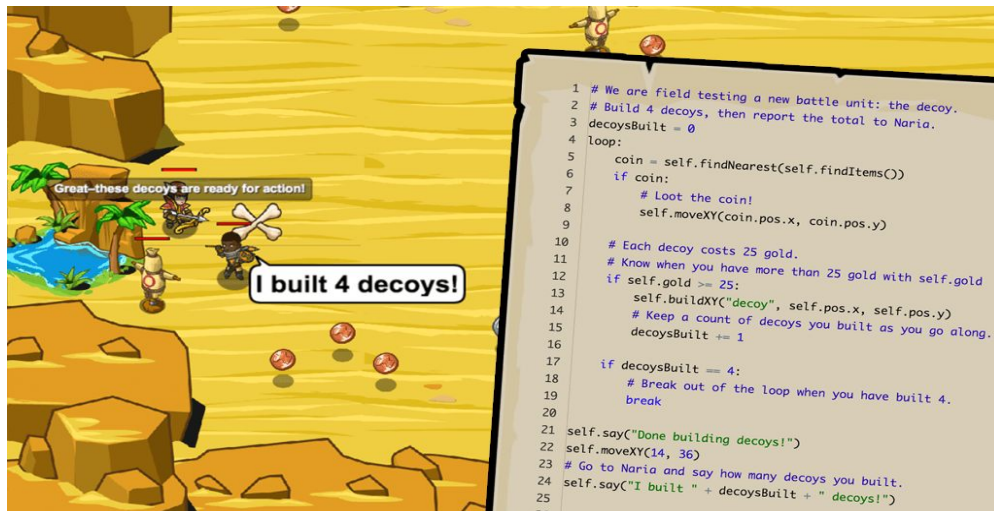 Great–these decoys are ready for action!
I built 4 decoys!
1 # We are field testing a new battle unit: the decoy.
2 # Build 4 decoys, then report the total to Naria.
3 decoysBuilt = 0
4 loop:
5     coin = self.findNearest(self.findItems())
6     if coin:
7         # Loot the coin!
8         self.moveXY(coin.pos.x, coin.pos.y)
9
10     # Each decoy costs 25 gold.
11     # Know when you have more than 25 gold with self.gold
12     if self.gold >= 25:
13         self.buildXY("decoy", self.pos.x, self.pos.y)
14         # Keep a count of decoys you built as you go along.
15         decoysBuilt += 1
16
17     if decoysBuilt == 4:
18         # Break out of the loop when you have built 4.
19         break
20
21 self.say("Done building decoys!")
22 self.moveXY(14, 36)
23 # Go to Naria and say how many decoys you built.
24 self.say("I built " + decoysBuilt + " decoys!")
25